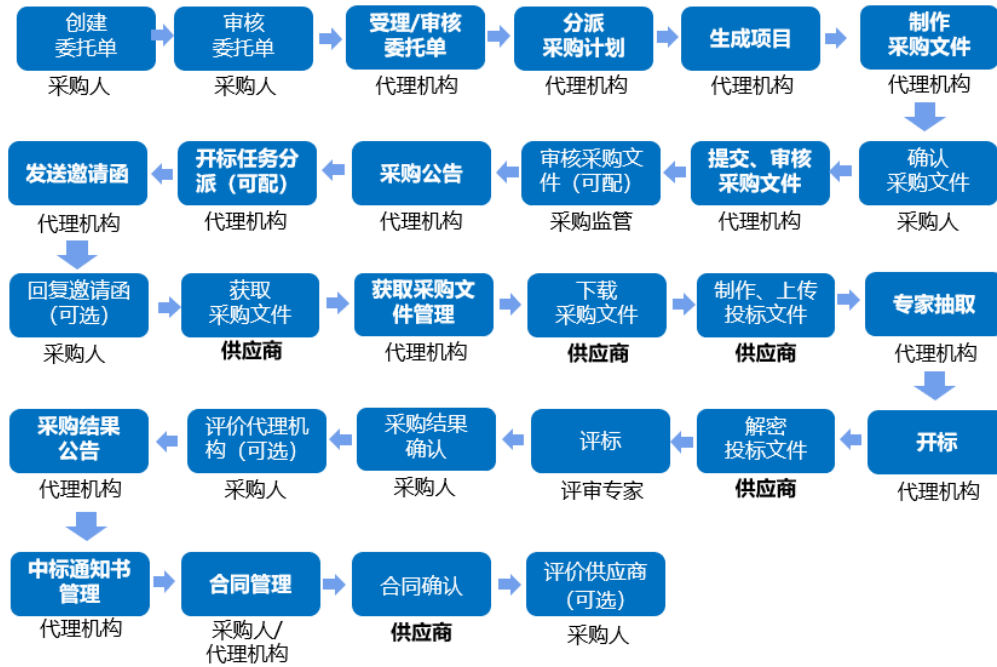 创建
委托单
采购人
审核
委托单
采购人
受理/审核
委托单
代理机构
分派
采购计划
代理机构
生成项目
代理机构
制作
采购文件
代理机构
确认
采购文件
采购人
提交、审核
采购文件
代理机构
审核采购文
件（可配）
采购监管
采购公告
代理机构
开标任务分
派（可配）
代理机构
发送邀请函
代理机构
回复邀请函
（可选）
采购人
获取
采购文件
供应商
获取采购文
件管理
代理机构
下载
采购文件
供应商
制作、上传
投标文件
供应商
专家抽取
代理机构
开标
代理机构
解密
投标文件
供应商
评标
评审专家
采购结果
确认
采购人
评价代理机
构（可选）
采购人
采购结果
公告
代理机构
中标通知书
管理
代理机构
合同管理
采购人/
代理机构
合同确认
供应商
评价供应商
（可选）
采购人